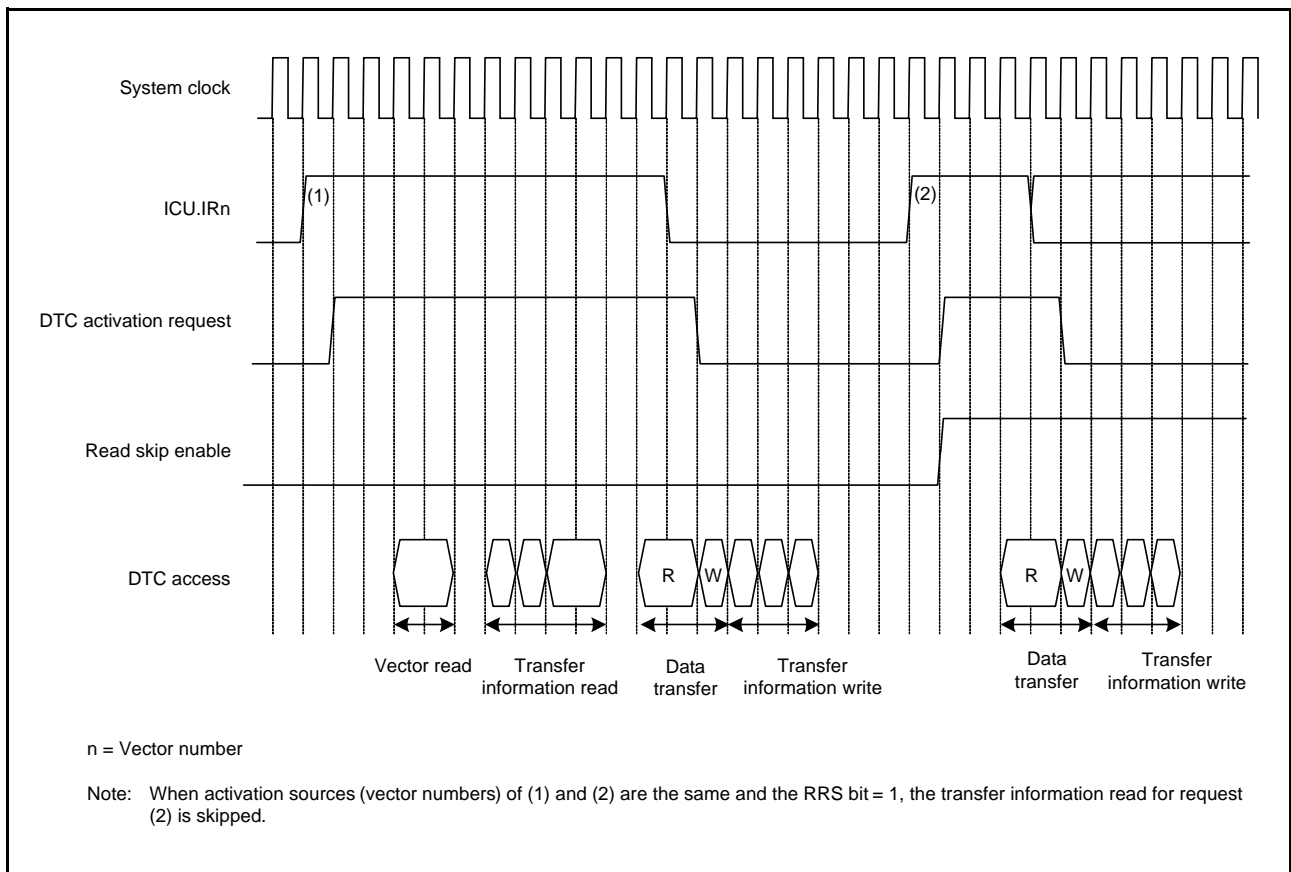 System clock
ICU.IRn
(1)
(2)
DTC activation request
Read skip enable
DTC access
R
W
R
W
Vector read
Transfer
information read
Data
transfer
Transfer
information write
Data
transfer
Transfer
information write
n = Vector number
Note: When activation sources (vector numbers) of (1) and (2) are the same and the RRS bit = 1, the transfer information read for request
(2) is skipped.